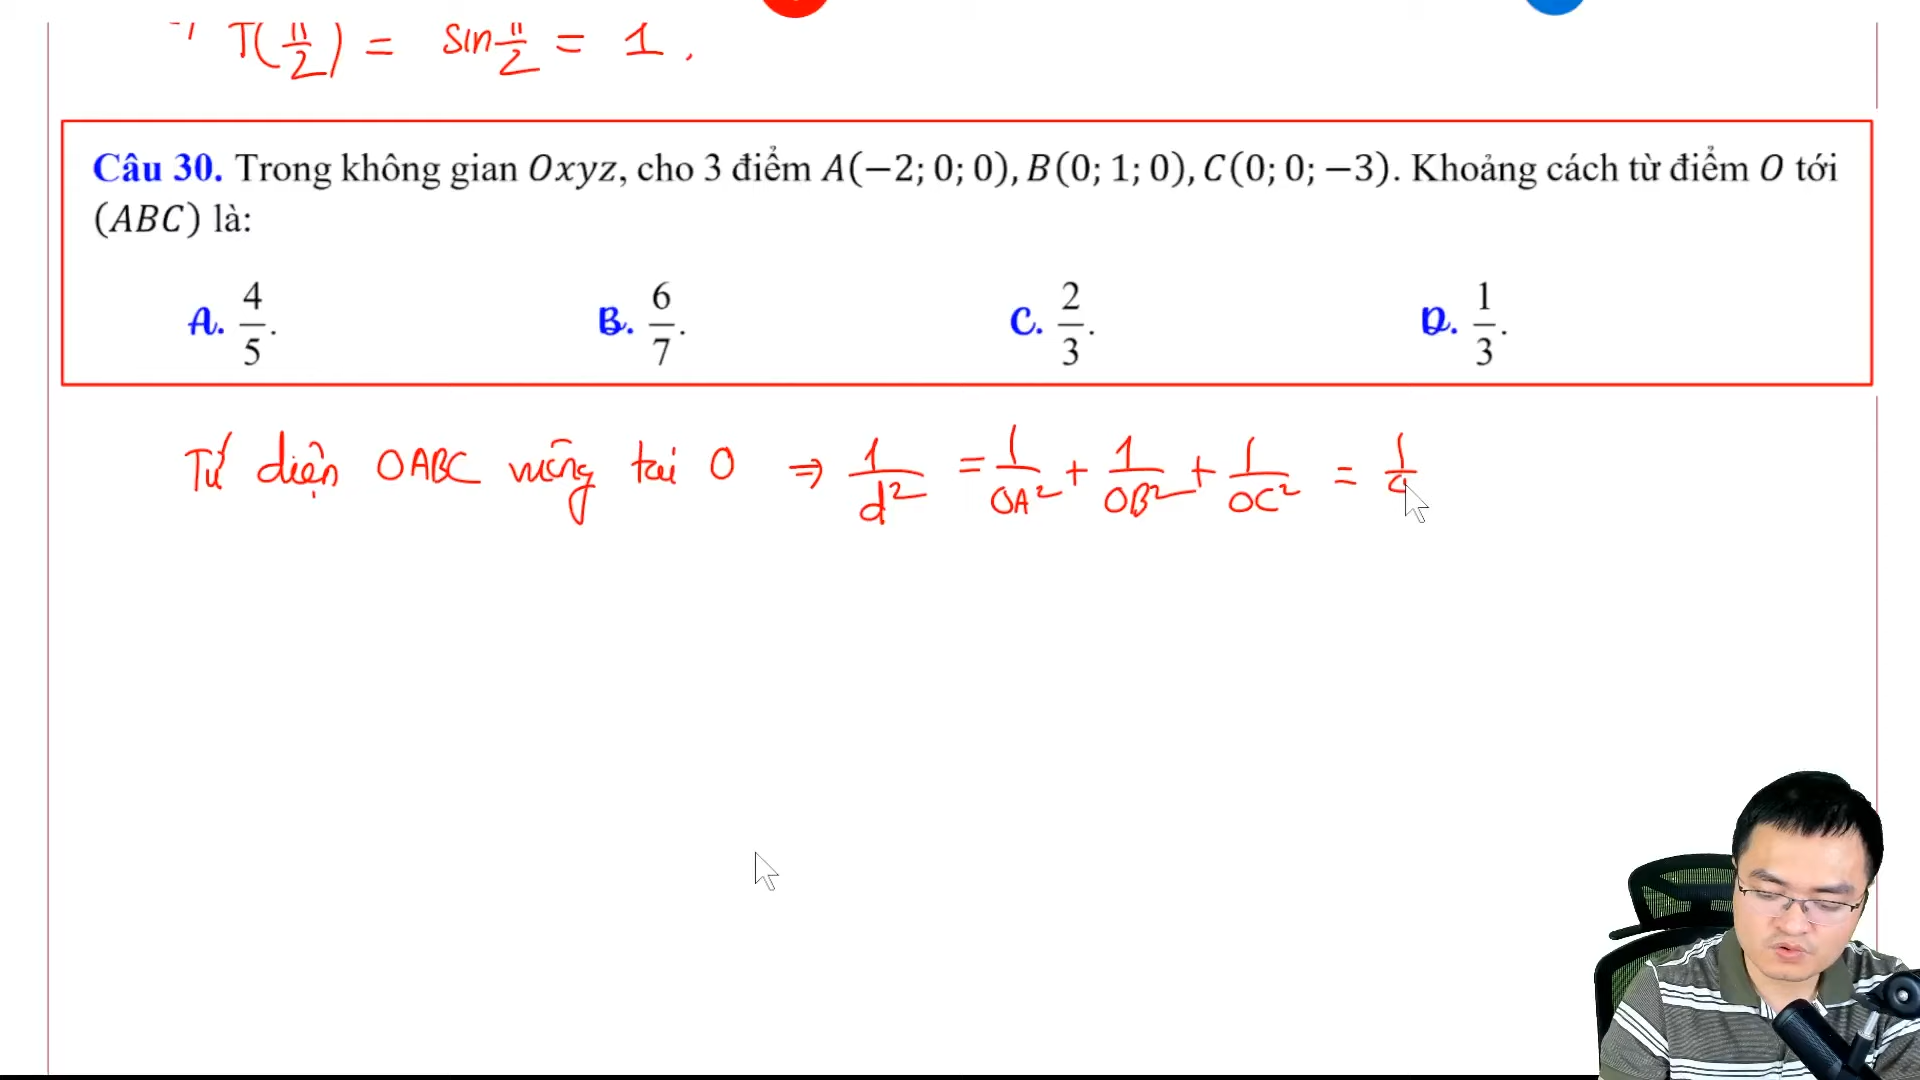 T(π/2) = sin π/2 = 1.
Câu 30. Trong không gian Oxyz, cho 3 điểm A(−2; 0; 0), B(0; 1; 0), C(0; 0; −3). Khoảng cách từ điểm O tới
(ABC) là:
A. 4/5. B. 6/7. C. 2/3. D. 1/3.
Tứ diện OABC vuông tại O ⇒ 1/d² = 1/OA² + 1/OB² + 1/OC² = 1/